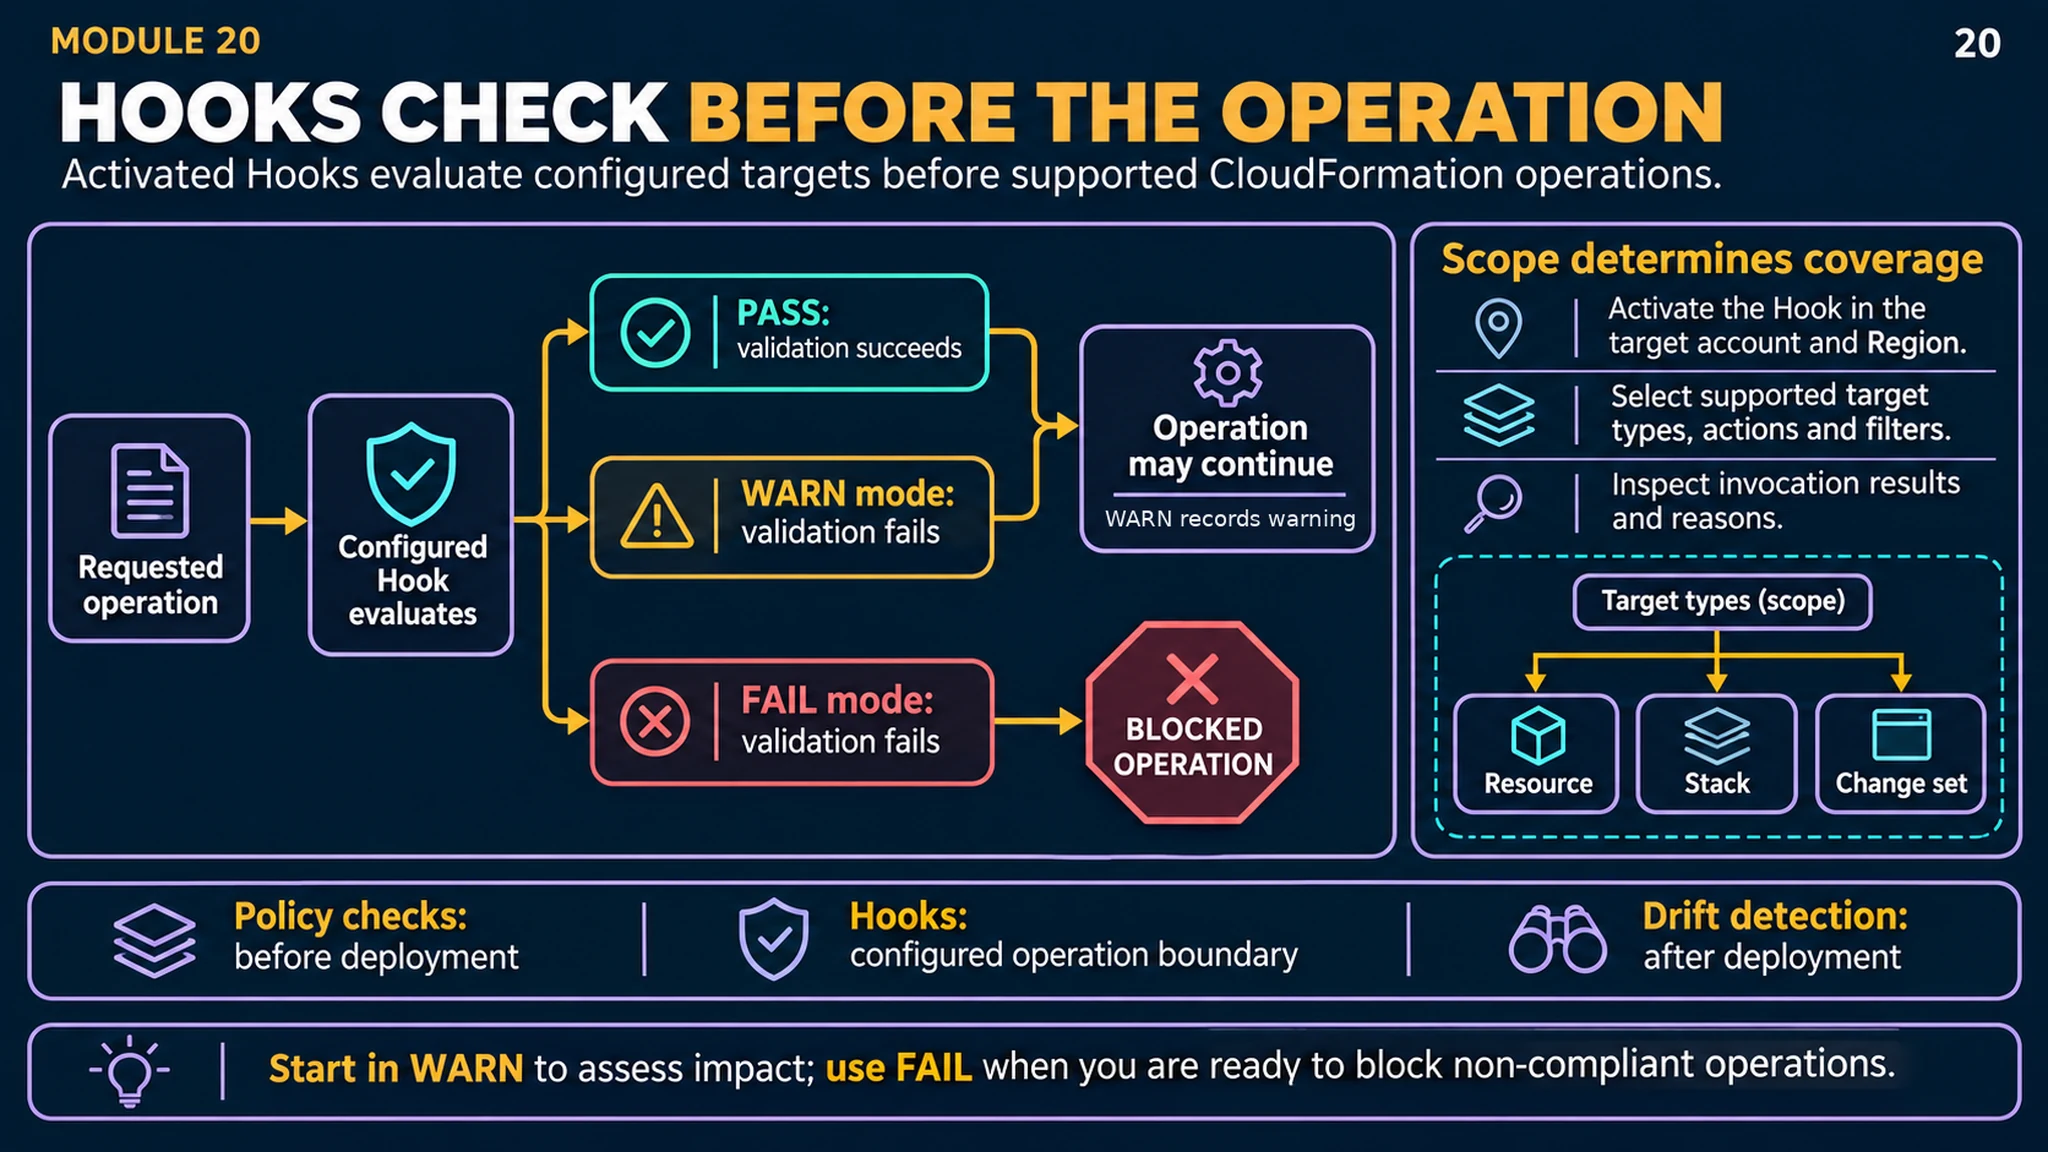 MODULE 20
20
HOOKS CHECK BEFORE THE OPERATION
Activated Hooks evaluate configured targets before supported CloudFormation operations.
Requested
operation
Configured
Hook
evaluates
PASS:
validation succeeds
WARN mode:
validation fails
FAIL mode:
validation fails
Operation
may continue
WARN records warning
BLOCKED
OPERATION
Scope determines coverage
Activate the Hook in the
target account and Region.
Select supported target
types, actions and filters.
Inspect invocation results
and reasons.
Target types (scope)
Resource
Stack
Change set
Policy checks:
before deployment
Hooks:
configured operation boundary
Drift detection:
after deployment
Start in WARN to assess impact; use FAIL when you are ready to block non-compliant operations.